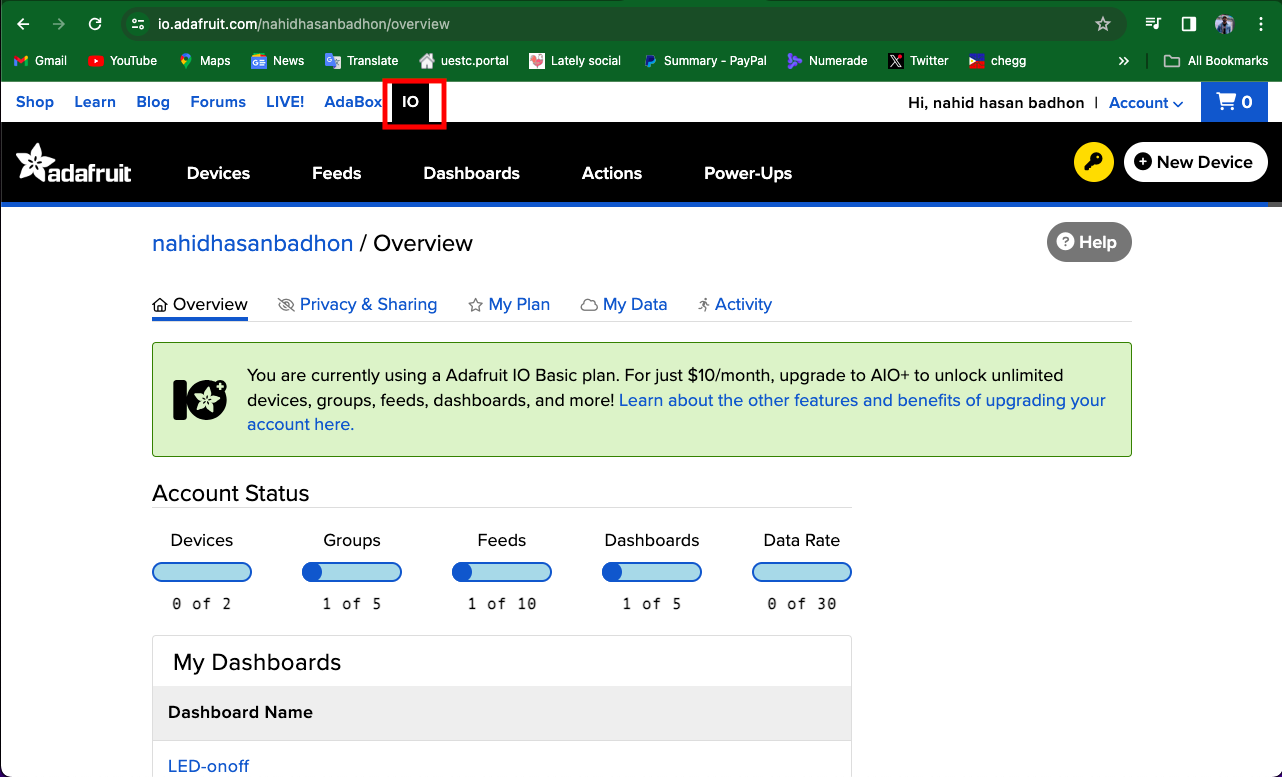 io.adafruit.com/nahidhasanbadhon/overview
Gmail YouTube Maps News Translate uestc.portal Lately social Summary - PayPal Numerade Twitter chegg » All Bookmarks
Shop Learn Blog Forums LIVE! AdaBox IO Hi, nahid hasan badhon | Account 0
adafruit Devices Feeds Dashboards Actions Power-Ups New Device
nahidhasanbadhon / Overview ? Help
Overview Privacy & Sharing My Plan My Data Activity
You are currently using a Adafruit IO Basic plan. For just $10/month, upgrade to AIO+ to unlock unlimited
devices, groups, feeds, dashboards, and more! Learn about the other features and benefits of upgrading your
account here.
Account Status
Devices Groups Feeds Dashboards Data Rate
0 of 2 1 of 5 1 of 10 1 of 5 0 of 30
My Dashboards
Dashboard Name
LED-onoff